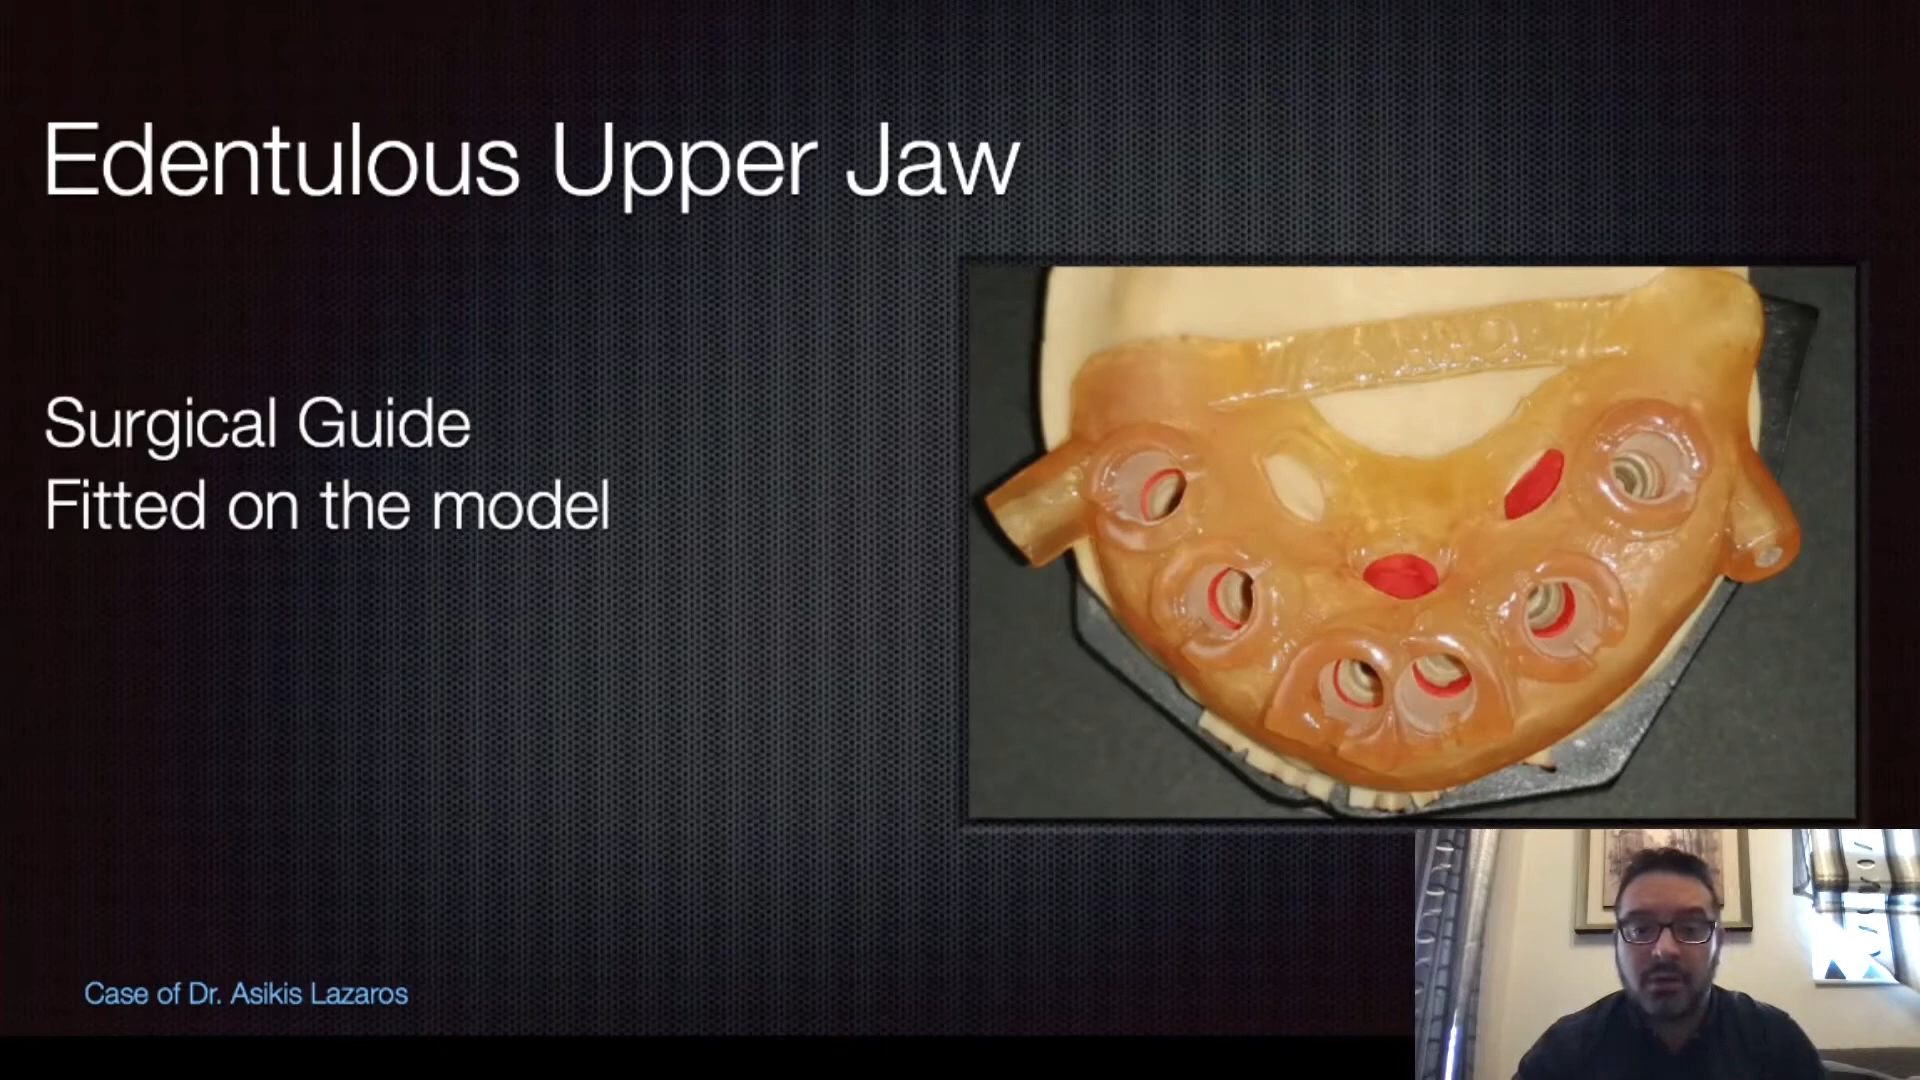 Edentulous Upper Jaw
Surgical Guide
Fitted on the model
Case of Dr. Asikis Lazaros